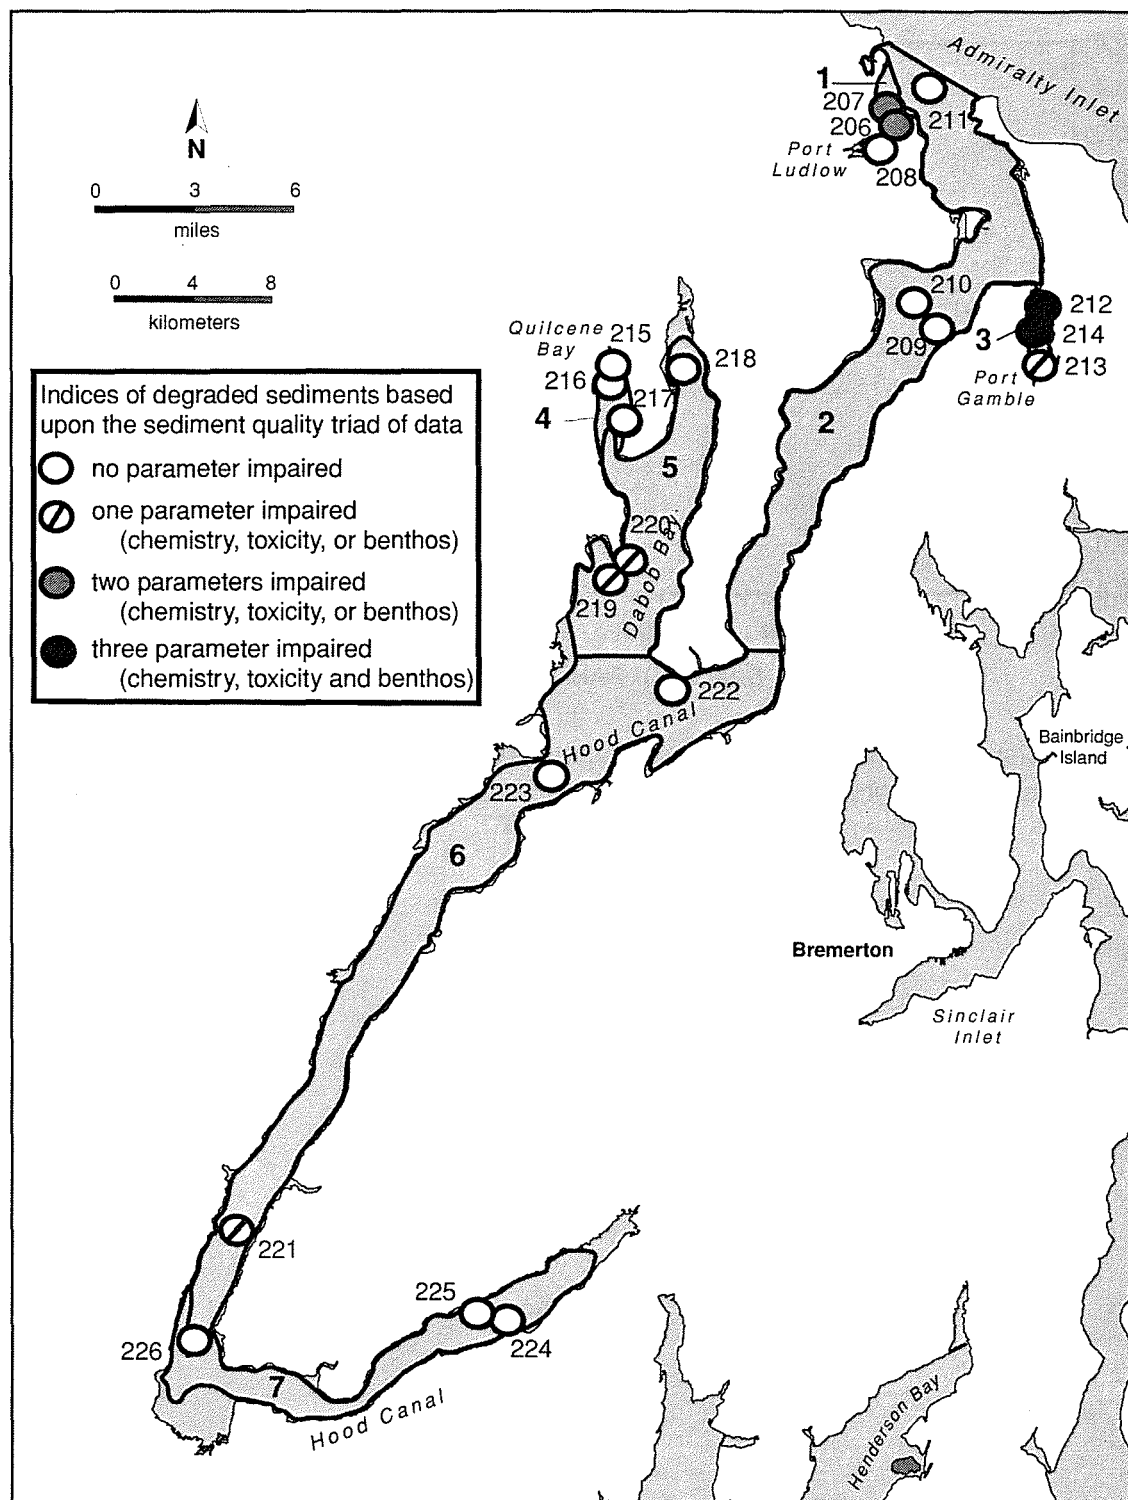 Admiralty Inlet
1
207
206
211
Port
Ludlow
208
N
0 3 6
miles
0 4 8
kilometers
210
209
212
3
214
213
Port
Gamble
Quilcene
Bay
215
216
217
218
4
2
5
Indices of degraded sediments based
upon the sediment quality triad of data
no parameter impaired
one parameter impaired
(chemistry, toxicity, or benthos)
two parameters impaired
(chemistry, toxicity, or benthos)
three parameter impaired
(chemistry, toxicity and benthos)
220
Dabob Bay
219
222
Hood Canal
223
Bainbridge
Island
6
Bremerton
Sinclair
Inlet
221
225
224
226
7
Hood Canal
Henderson Bay